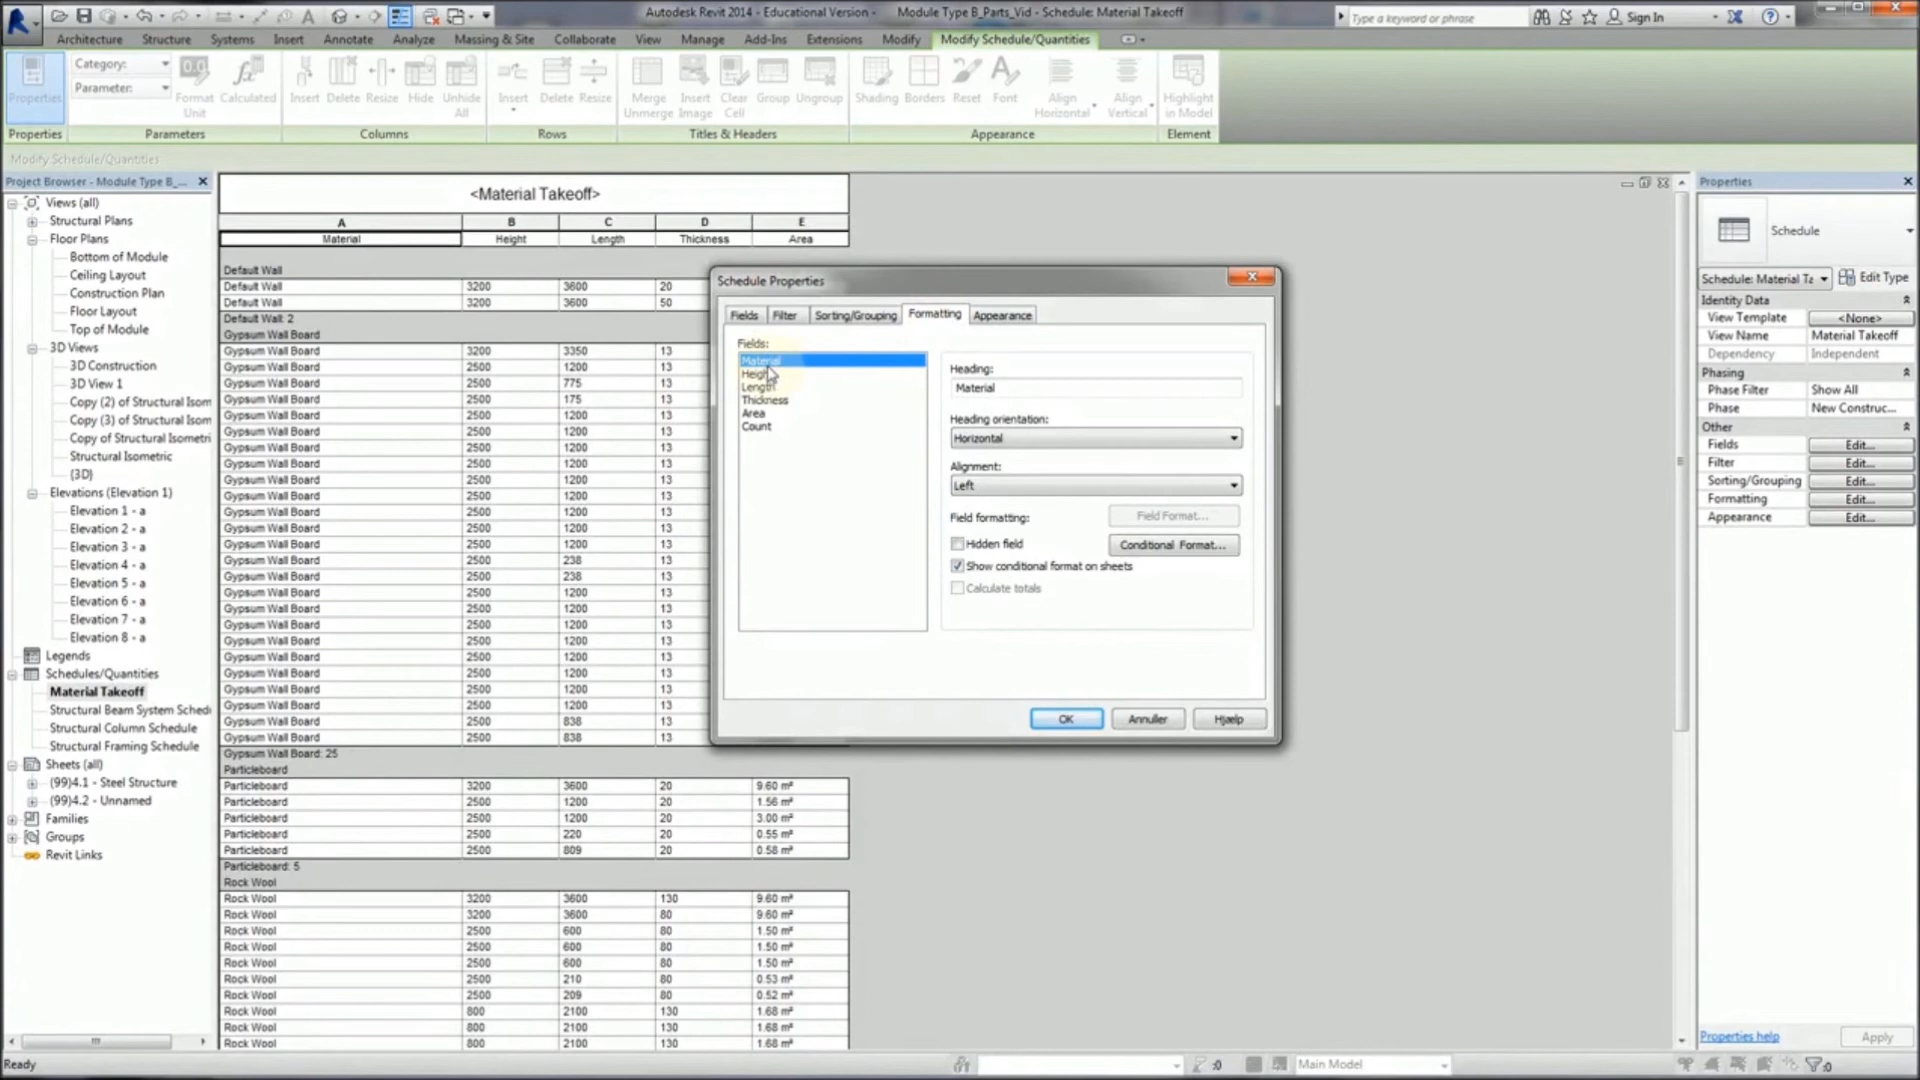 Autodesk Revit 2014 - Educational Version - Module Type B_Parts_Vid - Schedule: Material Takeoff
Type a keyword or phrase
Sign In
Architecture Structure Systems Insert Annotate Analyze Massing & Site Collaborate View Manage Add-Ins Extensions Modify Modify Schedule/Quantities
Properties
Category:
Parameter:
Format Unit
Calculated
Insert Delete Resize Hide Unhide All
Insert Delete Resize
Merge Unmerge
Insert Image
Clear Cell
Group Ungroup
Shading Borders Reset Font
Align Horizontal
Align Vertical
Highlight in Model
Properties Parameters Columns Rows Titles & Headers Appearance Element
Modify Schedule/Quantities
Project Browser - Module Type B_...
Views (all)
Structural Plans
Floor Plans
Bottom of Module
Ceiling Layout
Construction Plan
Floor Layout
Top of Module
3D Views
3D Construction
3D View 1
Copy (2) of Structural Isom
Copy (3) of Structural Isom
Copy of Structural Isometri
Structural Isometric
{3D}
Elevations (Elevation 1)
Elevation 1 - a
Elevation 2 - a
Elevation 3 - a
Elevation 4 - a
Elevation 5 - a
Elevation 6 - a
Elevation 7 - a
Elevation 8 - a
Legends
Schedules/Quantities
Material Takeoff
Structural Beam System Schedu
Structural Column Schedule
Structural Framing Schedule
Sheets (all)
(99)4.1 - Steel Structure
(99)4.2 - Unnamed
Families
Groups
Revit Links
<Material Takeoff>
A B C D E
Material Height Length Thickness Area
Default Wall
Default Wall 3200 3600 20
Default Wall 3200 3600 50
Default Wall: 2
Gypsum Wall Board
Gypsum Wall Board 3200 3350 13
Gypsum Wall Board 2500 1200 13
Gypsum Wall Board 2500 775 13
Gypsum Wall Board 2500 175 13
Gypsum Wall Board 2500 1200 13
Gypsum Wall Board 2500 1200 13
Gypsum Wall Board 2500 1200 13
Gypsum Wall Board 2500 1200 13
Gypsum Wall Board 2500 1200 13
Gypsum Wall Board 2500 1200 13
Gypsum Wall Board 2500 1200 13
Gypsum Wall Board 2500 1200 13
Gypsum Wall Board 2500 1200 13
Gypsum Wall Board 2500 238 13
Gypsum Wall Board 2500 238 13
Gypsum Wall Board 2500 1200 13
Gypsum Wall Board 2500 1200 13
Gypsum Wall Board 2500 1200 13
Gypsum Wall Board 2500 1200 13
Gypsum Wall Board 2500 1200 13
Gypsum Wall Board 2500 1200 13
Gypsum Wall Board 2500 1200 13
Gypsum Wall Board 2500 1200 13
Gypsum Wall Board 2500 838 13
Gypsum Wall Board 2500 838 13
Gypsum Wall Board: 25
Particleboard
Particleboard 3200 3600 20 9.60 m²
Particleboard 2500 1200 20 1.56 m²
Particleboard 2500 1200 20 3.00 m²
Particleboard 2500 220 20 0.55 m²
Particleboard 2500 809 20 0.58 m²
Particleboard: 5
Rock Wool
Rock Wool 3200 3600 130 9.60 m²
Rock Wool 3200 3600 80 9.60 m²
Rock Wool 2500 600 80 1.50 m²
Rock Wool 2500 600 80 1.50 m²
Rock Wool 2500 600 80 1.50 m²
Rock Wool 2500 210 80 0.53 m²
Rock Wool 2500 209 80 0.52 m²
Rock Wool 800 2100 130 1.68 m²
Rock Wool 800 2100 130 1.68 m²
Rock Wool 800 2100 130 1.68 m²
Schedule Properties
Fields Filter Sorting/Grouping Formatting Appearance
Fields:
Material
Height
Length
Thickness
Area
Count
Heading:
Material
Heading orientation:
Horizontal
Alignment:
Left
Field formatting:
Field Format...
Hidden field
Conditional Format...
Show conditional format on sheets
Calculate totals
OK Annuller Hjælp
Properties
Schedule
Schedule: Material Ta
Edit Type
Identity Data
View Template <None>
View Name Material Takeoff
Dependency Independent
Phasing
Phase Filter Show All
Phase New Construc...
Other
Fields Edit...
Filter Edit...
Sorting/Grouping Edit...
Formatting Edit...
Appearance Edit...
Properties help
Apply
Ready
:0
Main Model
:0